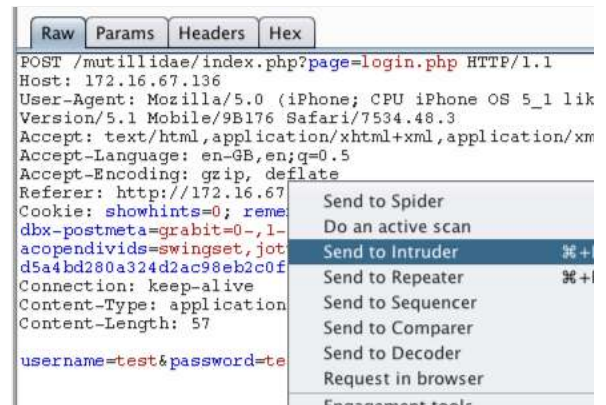 Raw Params Headers Hex
POST /mutillidae/index.php?page=login.php HTTP/1.1
Host: 172.16.67.136
User-Agent: Mozilla/5.0 (iPhone; CPU iPhone OS 5_1 lik
Version/5.1 Mobile/9B176 Safari/7534.48.3
Accept: text/html,application/xhtml+xml,application/xm
Accept-Language: en-GB,en;q=0.5
Accept-Encoding: gzip, deflate
Referer: http://172.16.67
Cookie: showhints=0; reme
dbx-postmeta=grabit=0-,1-
acopendivids=swingset,jot
d5a4bd280a324d2ac98eb2c0f
Connection: keep-alive
Content-Type: application
Content-Length: 57
username=test&password=te
Send to Spider
Do an active scan
Send to Intruder ⌘+I
Send to Repeater ⌘+
Send to Sequencer
Send to Comparer
Send to Decoder
Request in browser
Engagement tools